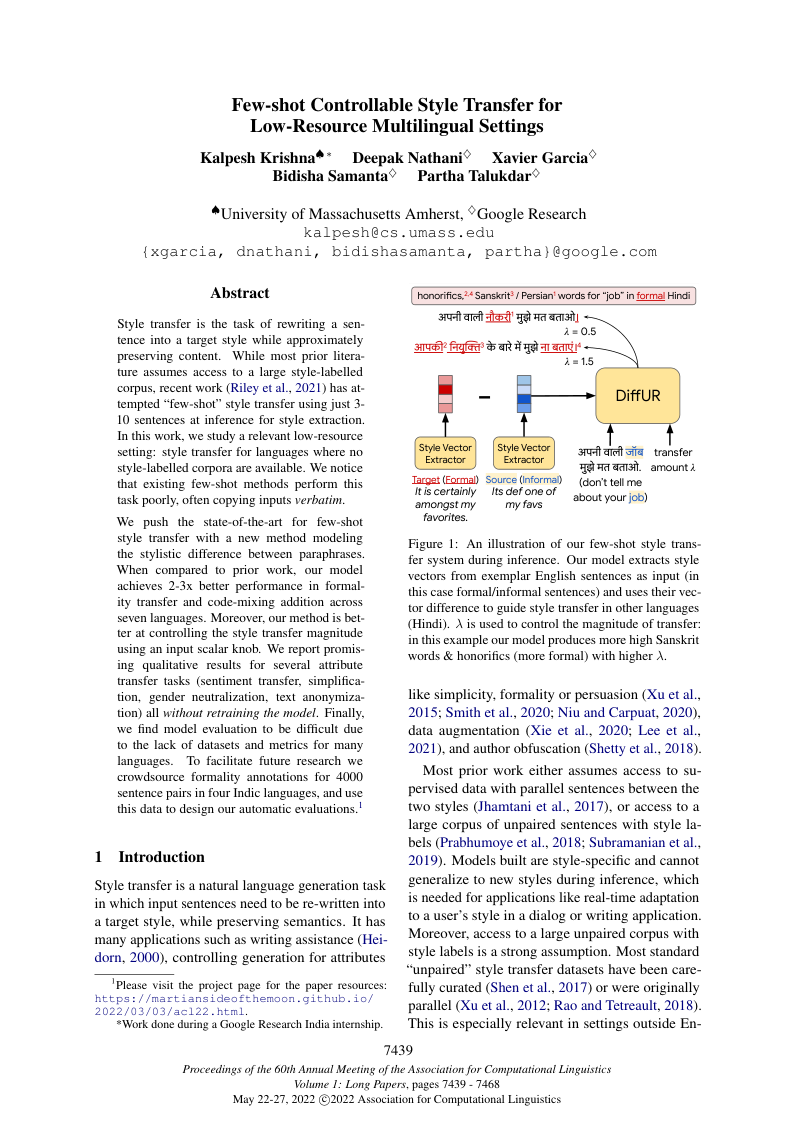 Few-shot Controllable Style Transfer for
Low-Resource Multilingual Settings
Kalpesh Krishna♠* Deepak Nathani♢ Xavier Garcia♢
Bidisha Samanta♢ Partha Talukdar♢
♠University of Massachusetts Amherst, ♢Google Research
kalpesh@cs.umass.edu
{xgarcia, dnathani, bidishasamanta, partha}@google.com
Abstract
Style transfer is the task of rewriting a sen-
tence into a target style while approximately
preserving content. While most prior litera-
ture assumes access to a large style-labelled
corpus, recent work (Riley et al., 2021) has at-
tempted “few-shot” style transfer using just 3-
10 sentences at inference for style extraction.
In this work, we study a relevant low-resource
setting: style transfer for languages where no
style-labelled corpora are available. We notice
that existing few-shot methods perform this
task poorly, often copying inputs verbatim.
We push the state-of-the-art for few-shot
style transfer with a new method modeling
the stylistic difference between paraphrases.
When compared to prior work, our model
achieves 2-3x better performance in formal-
ity transfer and code-mixing addition across
seven languages. Moreover, our method is bet-
ter at controlling the style transfer magnitude
using an input scalar knob. We report promis-
ing qualitative results for several attribute
transfer tasks (sentiment transfer, simplifica-
tion, gender neutralization, text anonymiza-
tion) all without retraining the model. Finally,
we find model evaluation to be difficult due
to the lack of datasets and metrics for many
languages. To facilitate future research we
crowdsource formality annotations for 4000
sentence pairs in four Indic languages, and use
this data to design our automatic evaluations.1
1 Introduction
Style transfer is a natural language generation task
in which input sentences need to be re-written into
a target style, while preserving semantics. It has
many applications such as writing assistance (Hei-
dorn, 2000), controlling generation for attributes
1Please visit the project page for the paper resources:
https://martiansideofthemoon.github.io/
2022/03/03/acl22.html.
*Work done during a Google Research India internship.
honorifics,2,4 Sanskrit3 / Persian1 words for “job” in formal Hindi
अपनी वाली नौकरी1 मुझे मत बताओ।
λ = 0.5
आपकी2 नियुक्ति3 के बारे में मुझे ना बताएं।4
λ = 1.5
–
DiffUR
Style Vector
Extractor
Style Vector
Extractor
Target (Formal)
It is certainly
amongst my
favorites.
Source (Informal)
Its def one of
my favs
अपनी वाली जॉब
मुझे मत बताओ.
(don’t tell me
about your job)
transfer
amount λ
Figure 1: An illustration of our few-shot style trans-
fer system during inference. Our model extracts style
vectors from exemplar English sentences as input (in
this case formal/informal sentences) and uses their vec-
tor difference to guide style transfer in other languages
(Hindi). λ is used to control the magnitude of transfer:
in this example our model produces more high Sanskrit
words & honorifics (more formal) with higher λ.
like simplicity, formality or persuasion (Xu et al.,
2015; Smith et al., 2020; Niu and Carpuat, 2020),
data augmentation (Xie et al., 2020; Lee et al.,
2021), and author obfuscation (Shetty et al., 2018).
Most prior work either assumes access to su-
pervised data with parallel sentences between the
two styles (Jhamtani et al., 2017), or access to a
large corpus of unpaired sentences with style la-
bels (Prabhumoye et al., 2018; Subramanian et al.,
2019). Models built are style-specific and cannot
generalize to new styles during inference, which
is needed for applications like real-time adaptation
to a user’s style in a dialog or writing application.
Moreover, access to a large unpaired corpus with
style labels is a strong assumption. Most standard
“unpaired” style transfer datasets have been care-
fully curated (Shen et al., 2017) or were originally
parallel (Xu et al., 2012; Rao and Tetreault, 2018).
This is especially relevant in settings outside En-
7439
Proceedings of the 60th Annual Meeting of the Association for Computational Linguistics
Volume 1: Long Papers, pages 7439 - 7468
May 22-27, 2022 ©2022 Association for Computational Linguistics